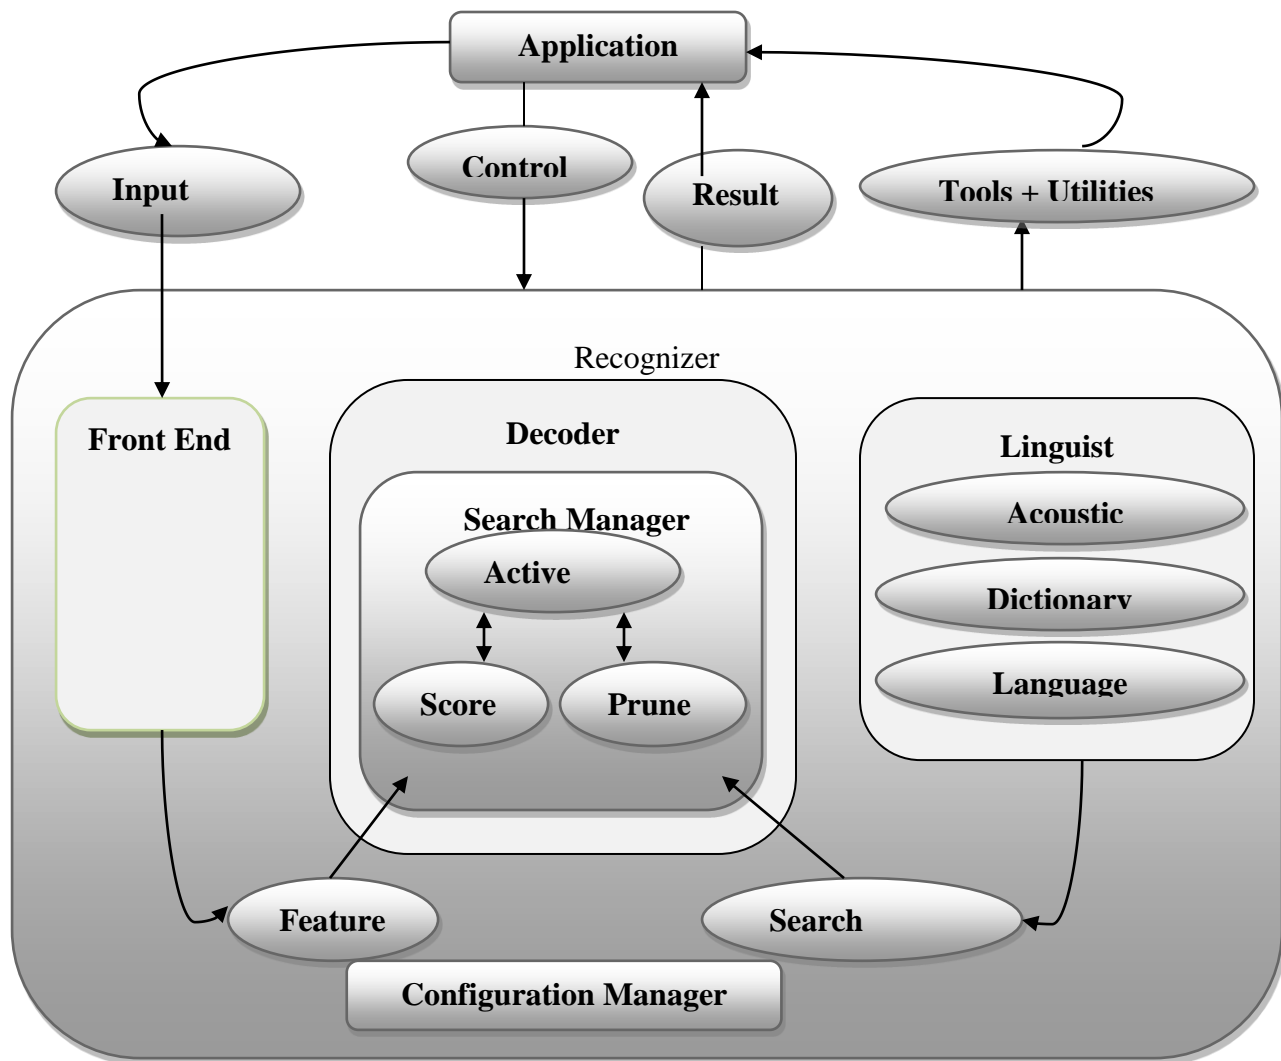 Application
Control
Input
Result
Tools + Utilities
Recognizer
Front End
Decoder
Linguist
Search Manager
Acoustic
Active
Dictionary
Score
Prune
Language
Feature
Search
Configuration Manager